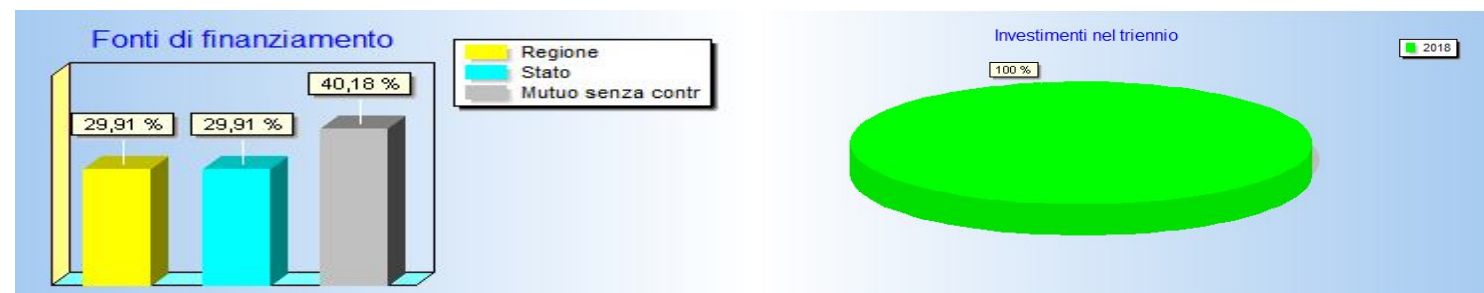 Fonti di finanziamento
Regione
Stato
Mutuo senza contr
40,18 %
29,91 %
29,91 %
Investimenti nel triennio
2018
100 %